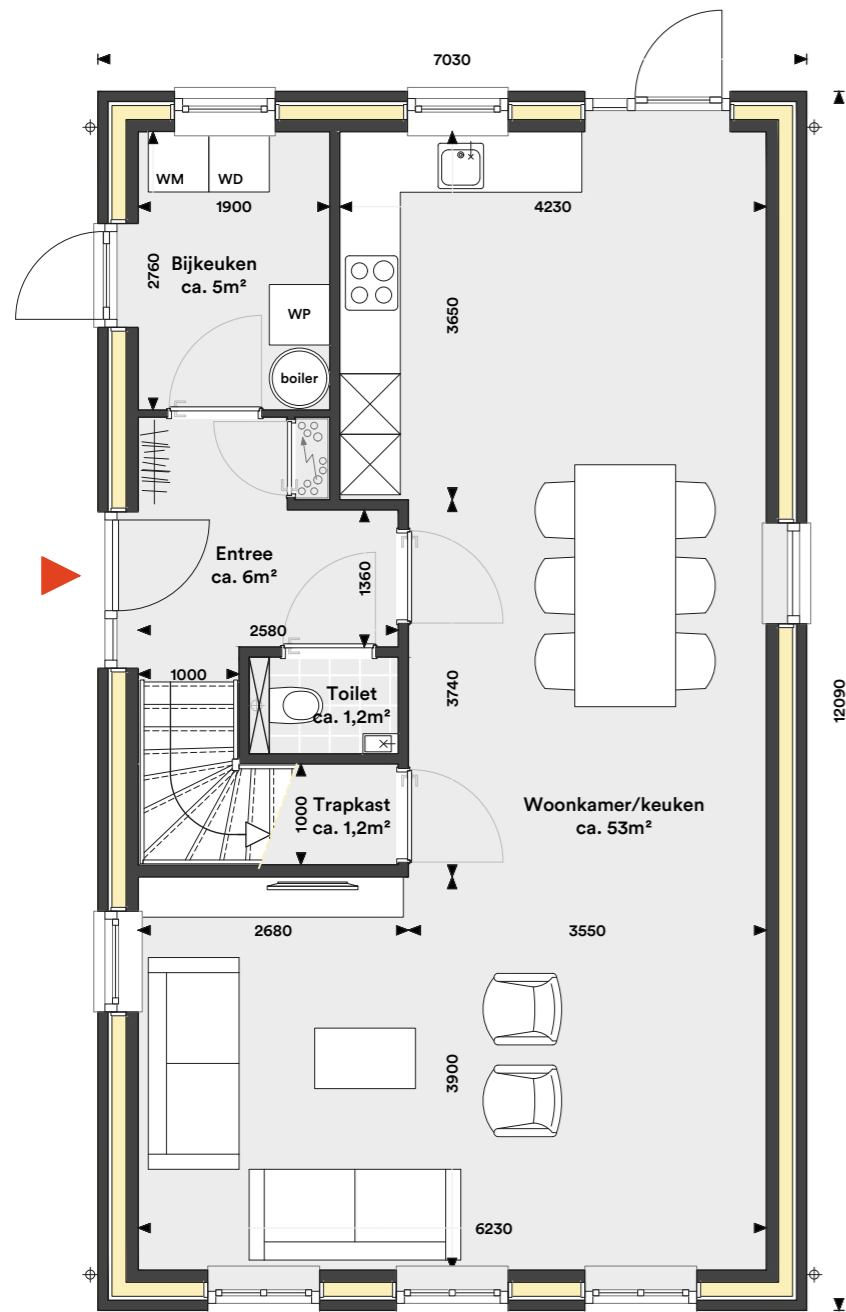 7030
WM
WD
1900
4230
2760
Bijkeuken
ca. 5m²
WP
3650
boiler
Entree
ca. 6m²
1360
2580
1000
Toilet
ca. 1,2m²
3740
12090
1000
Trapkast
ca. 1,2m²
Woonkamer/keuken
ca. 53m²
2680
3550
3900
6230